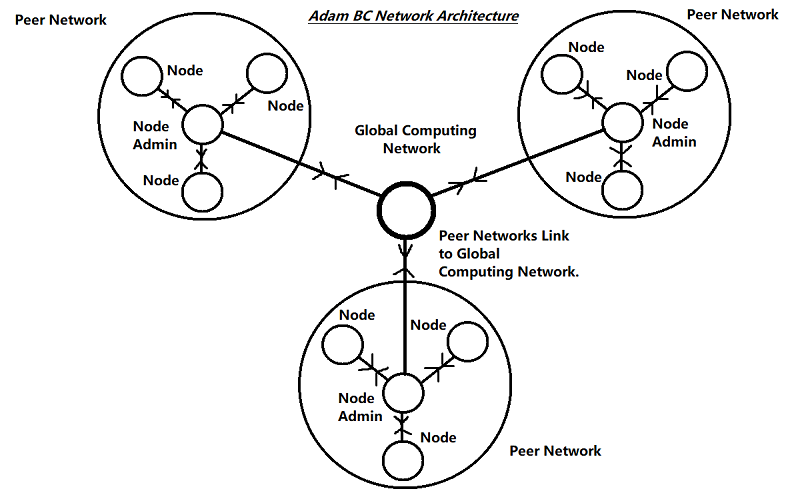 Adam BC Network Architecture
Peer Network
Node
Node
Node
Admin
Node
Peer Network
Node
Node
Node
Admin
Node
Global Computing
Network
Peer Networks Link
to Global
Computing Network.
Node
Node
Node
Admin
Node
Peer Network